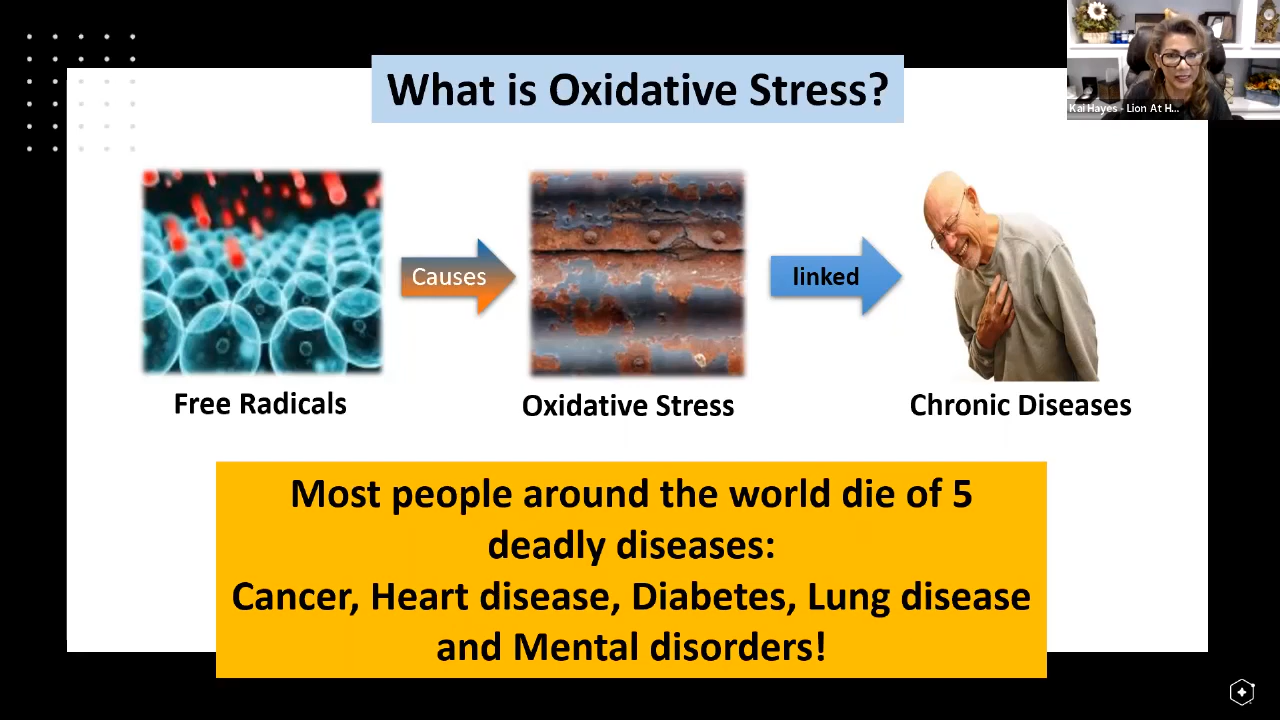 What is Oxidative Stress?
Kai Hayes - Lion At H...
Causes
linked
Free Radicals
Oxidative Stress
Chronic Diseases
Most people around the world die of 5
deadly diseases:
Cancer, Heart disease, Diabetes, Lung disease
and Mental disorders!